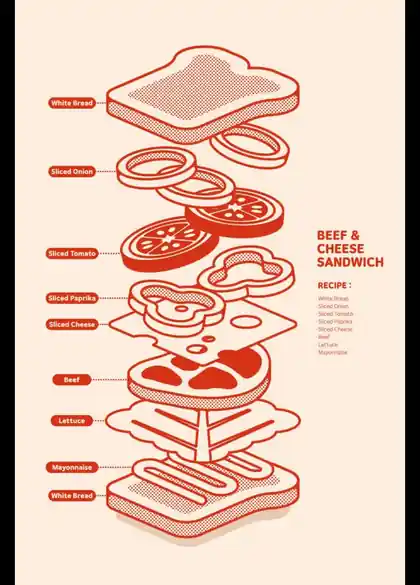 White Bread
Sliced Onion
Sliced Tomato
Sliced Paprika
Sliced Cheese
Beef
Lettuce
Mayonnaise
White Bread
BEEF &
CHEESE
SANDWICH
RECIPE :
White Bread
Sliced Onion
Sliced Tomato
Sliced Paprika
Sliced Cheese
Beef
Lettuce
Mayonnaise